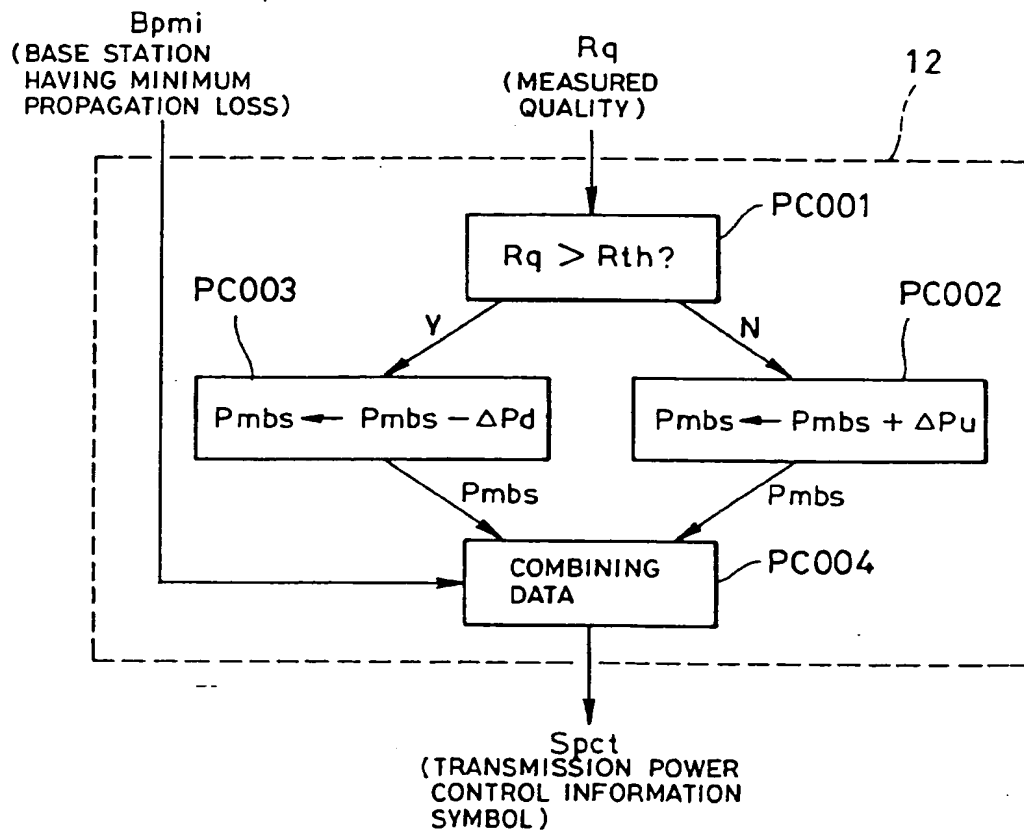 Bpmi
(BASE STATION
HAVING MINIMUM
PROPAGATION LOSS)
Rq
(MEASURED
QUALITY)
12
PC001
Rq > Rth?
PC003
Y
N
PC002
Pmbs ← Pmbs − ΔPd
Pmbs ← Pmbs + ΔPu
Pmbs
Pmbs
COMBINING
DATA
PC004
Spct
(TRANSMISSION POWER
CONTROL INFORMATION
SYMBOL)